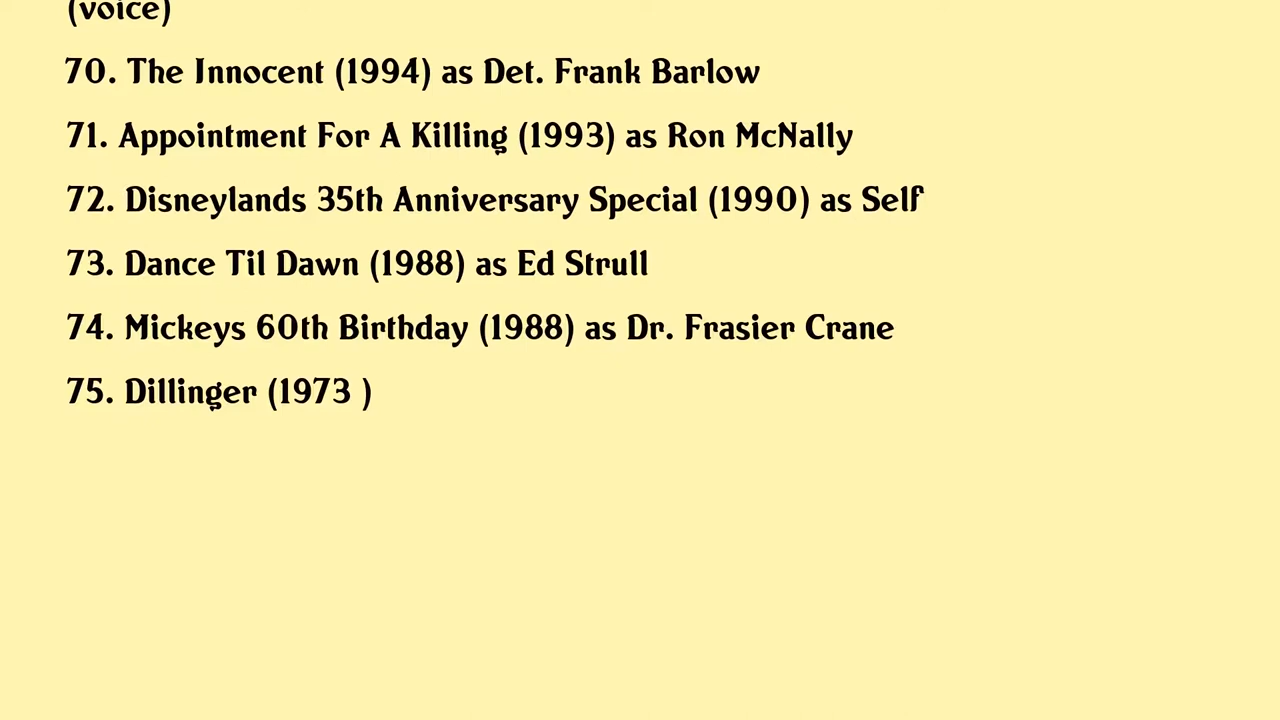 (voice)
70. The Innocent (1994) as Det. Frank Barlow
71. Appointment For A Killing (1993) as Ron McNally
72. Disneylands 35th Anniversary Special (1990) as Self
73. Dance Til Dawn (1988) as Ed Strull
74. Mickeys 60th Birthday (1988) as Dr. Frasier Crane
75. Dillinger (1973 )